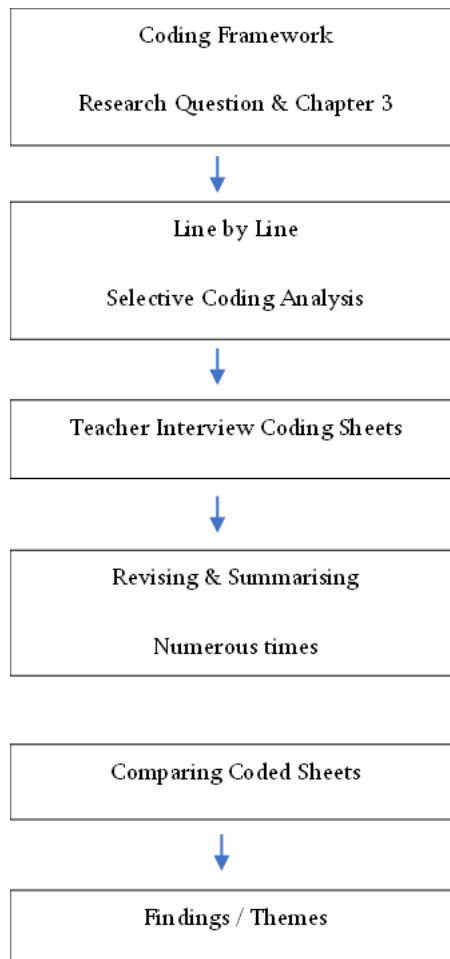 Coding Framework
Research Question & Chapter 3
Line by Line
Selective Coding Analysis
Teacher Interview Coding Sheets
Revising & Summarising
Numerous times
Comparing Coded Sheets
Findings / Themes